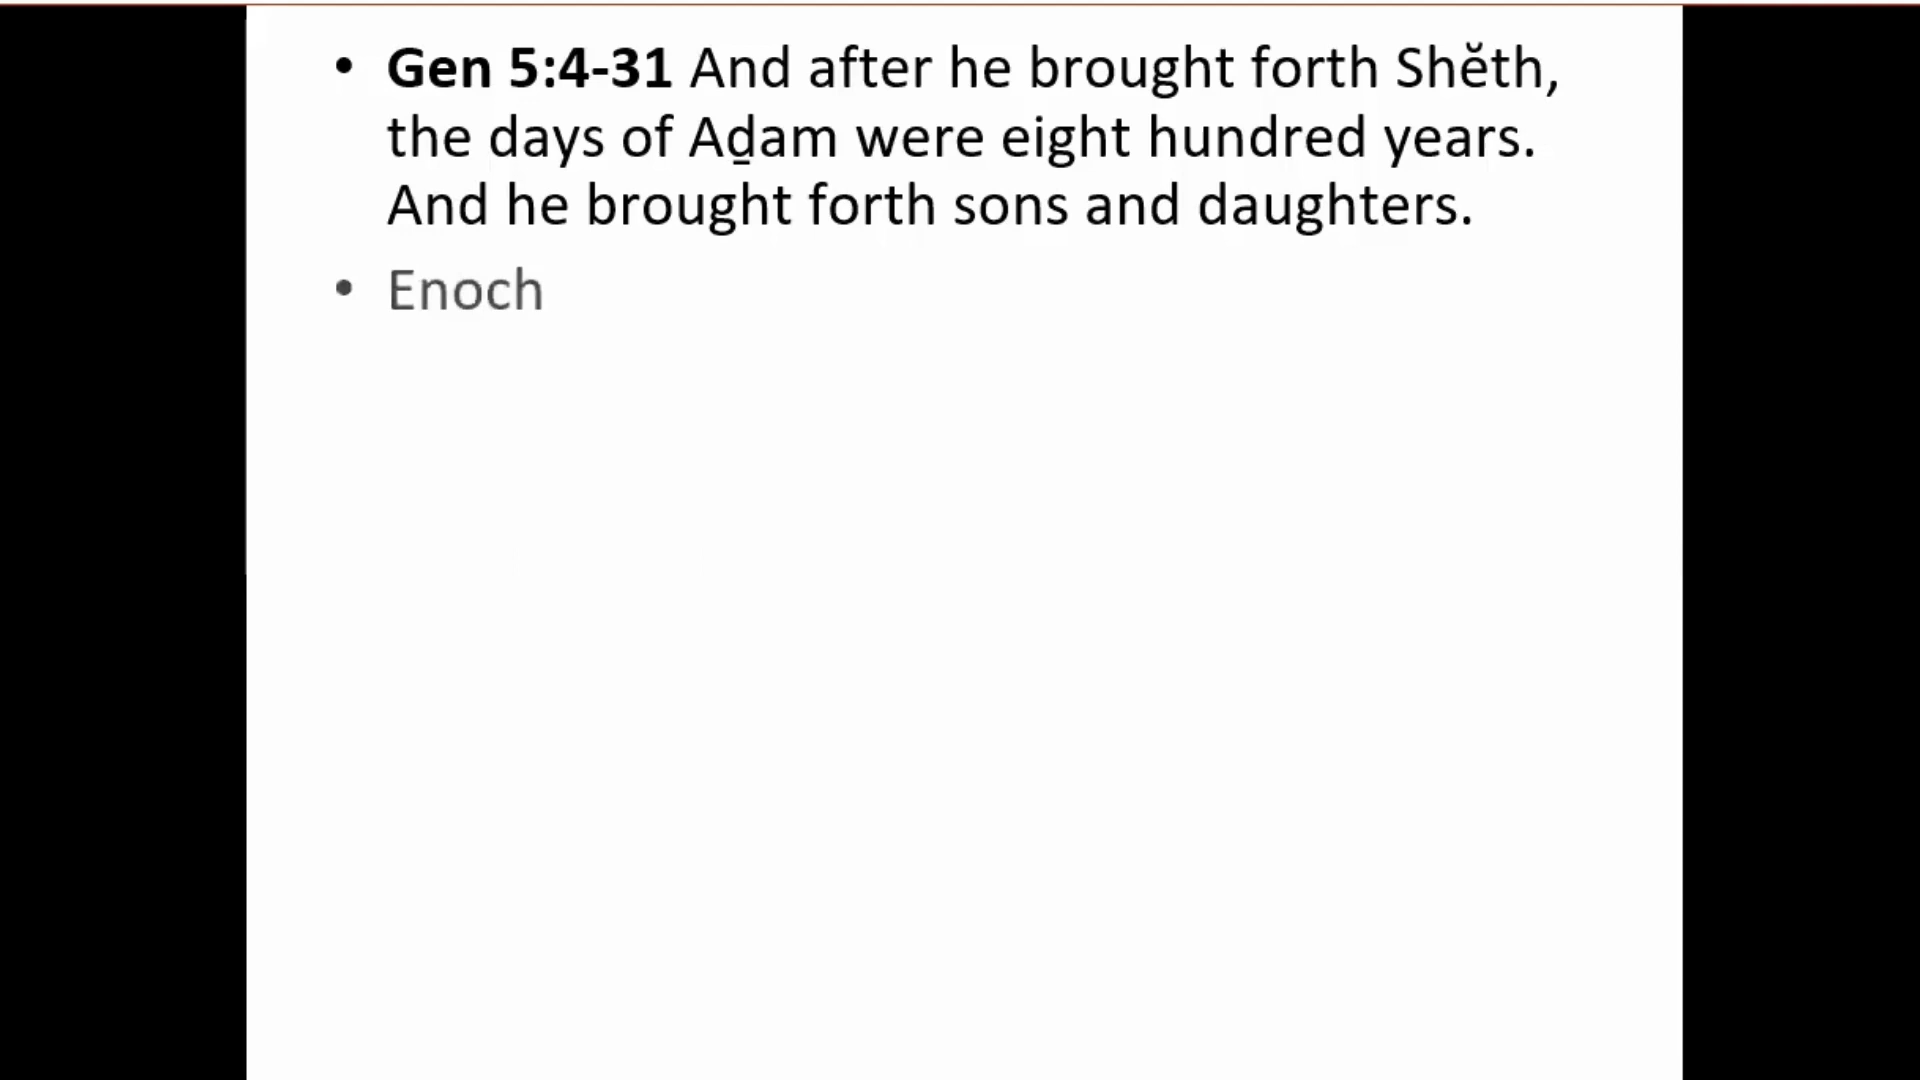 • Gen 5:4-31 And after he brought forth Shĕth,
the days of Aḏam were eight hundred years.
And he brought forth sons and daughters.
• Enoch